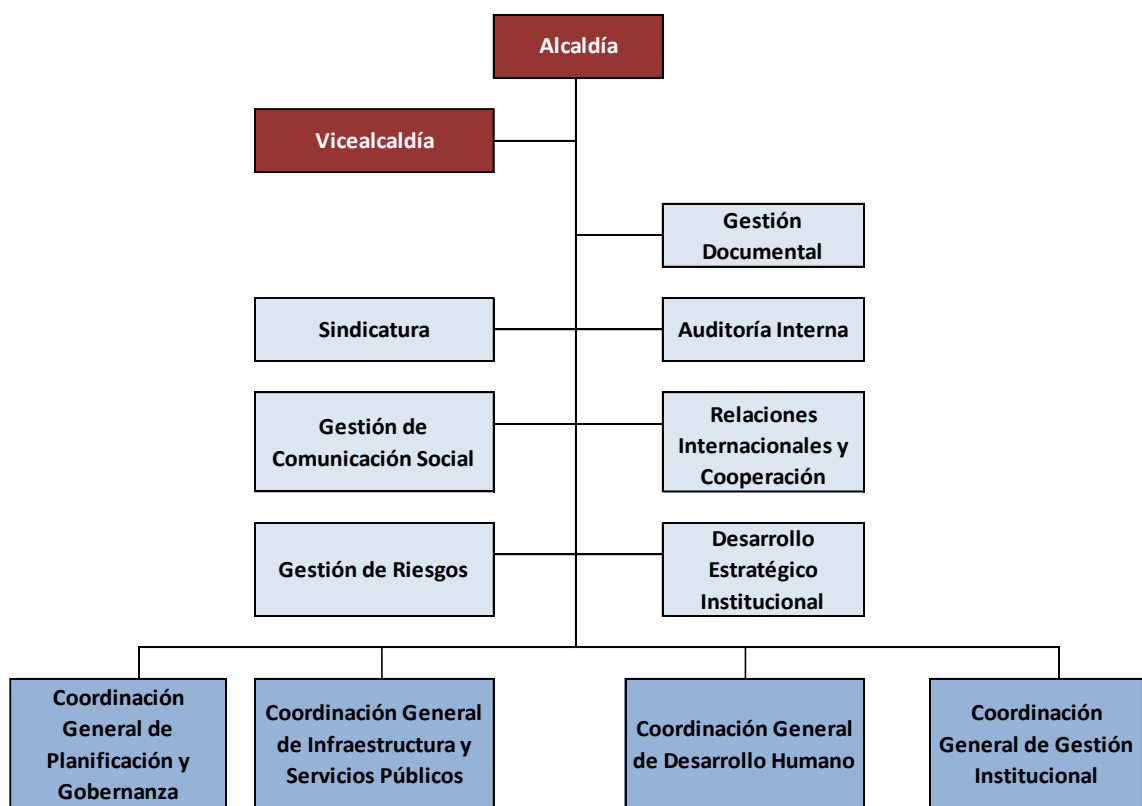 Alcaldía
Vicealcaldía
Gestión
Documental
Sindicatura
Auditoría Interna
Gestión de
Comunicación Social
Relaciones
Internacionales y
Cooperación
Gestión de Riesgos
Desarrollo
Estratégico
Institucional
Coordinación
General de
Planificación y
Gobernanza
Coordinación General
de Infraestructura y
Servicios Públicos
Coordinación General
de Desarrollo Humano
Coordinación
General de Gestión
Institucional